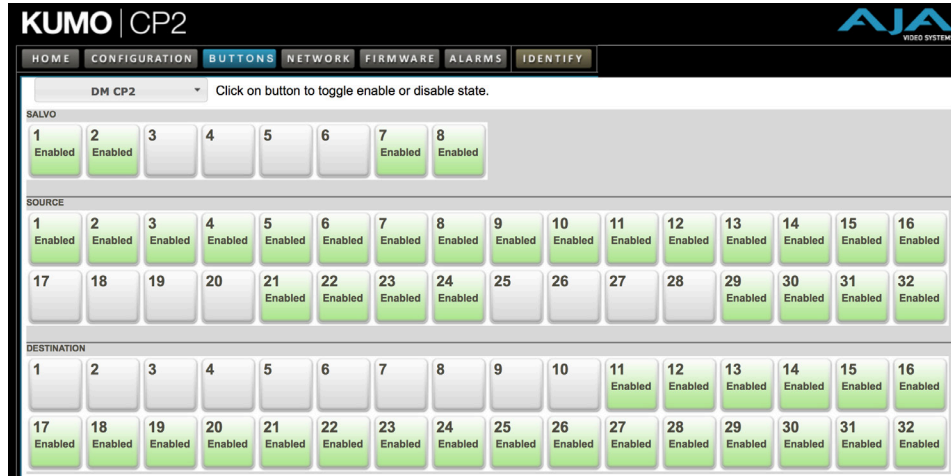 KUMO | CP2
AJA
VIDEO SYSTEM
HOME CONFIGURATION BUTTONS NETWORK FIRMWARE ALARMS IDENTIFY
DM CP2 Click on button to toggle enable or disable state.
SALVO
1 2 3 4 5 6 7 8
Enabled Enabled Enabled Enabled
SOURCE
1 2 3 4 5 6 7 8 9 10 11 12 13 14 15 16
Enabled Enabled Enabled Enabled Enabled Enabled Enabled Enabled Enabled Enabled Enabled Enabled Enabled Enabled Enabled Enabled
17 18 19 20 21 22 23 24 25 26 27 28 29 30 31 32
Enabled Enabled Enabled Enabled Enabled Enabled Enabled Enabled
DESTINATION
1 2 3 4 5 6 7 8 9 10 11 12 13 14 15 16
Enabled Enabled Enabled Enabled Enabled Enabled
17 18 19 20 21 22 23 24 25 26 27 28 29 30 31 32
Enabled Enabled Enabled Enabled Enabled Enabled Enabled Enabled Enabled Enabled Enabled Enabled Enabled Enabled Enabled Enabled